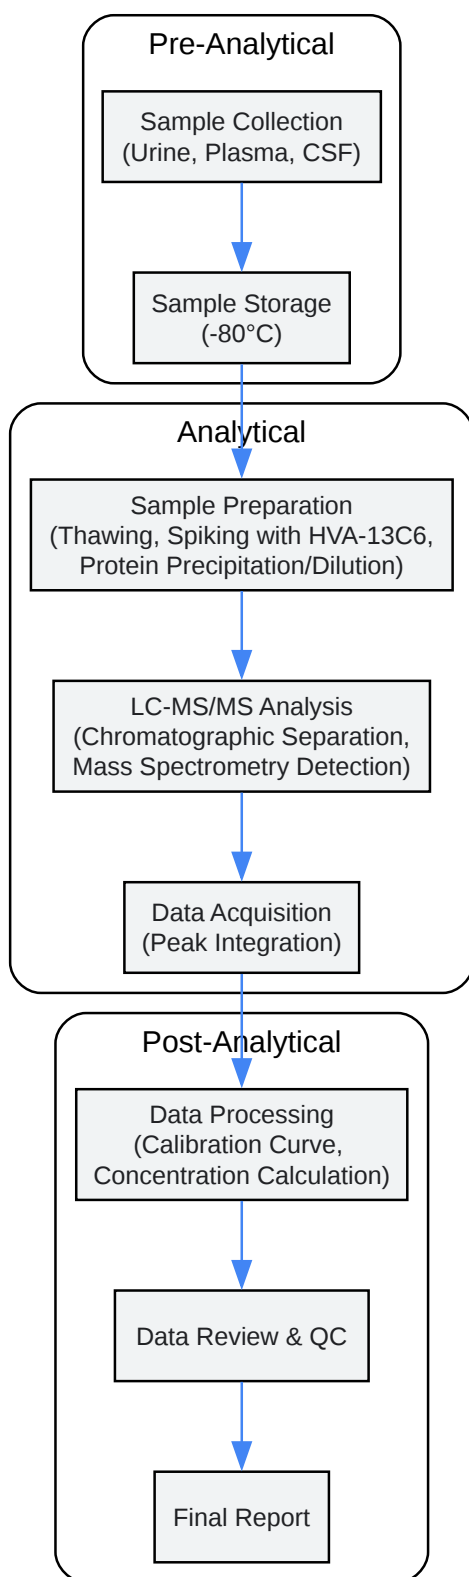 Pre-Analytical
Sample Collection
(Urine, Plasma, CSF)
Sample Storage
(-80°C)
Analytical
Sample Preparation
(Thawing, Spiking with HVA-13C6,
Protein Precipitation/Dilution)
LC-MS/MS Analysis
(Chromatographic Separation,
Mass Spectrometry Detection)
Data Acquisition
(Peak Integration)
Post-Analytical
Data Processing
(Calibration Curve,
Concentration Calculation)
Data Review & QC
Final Report